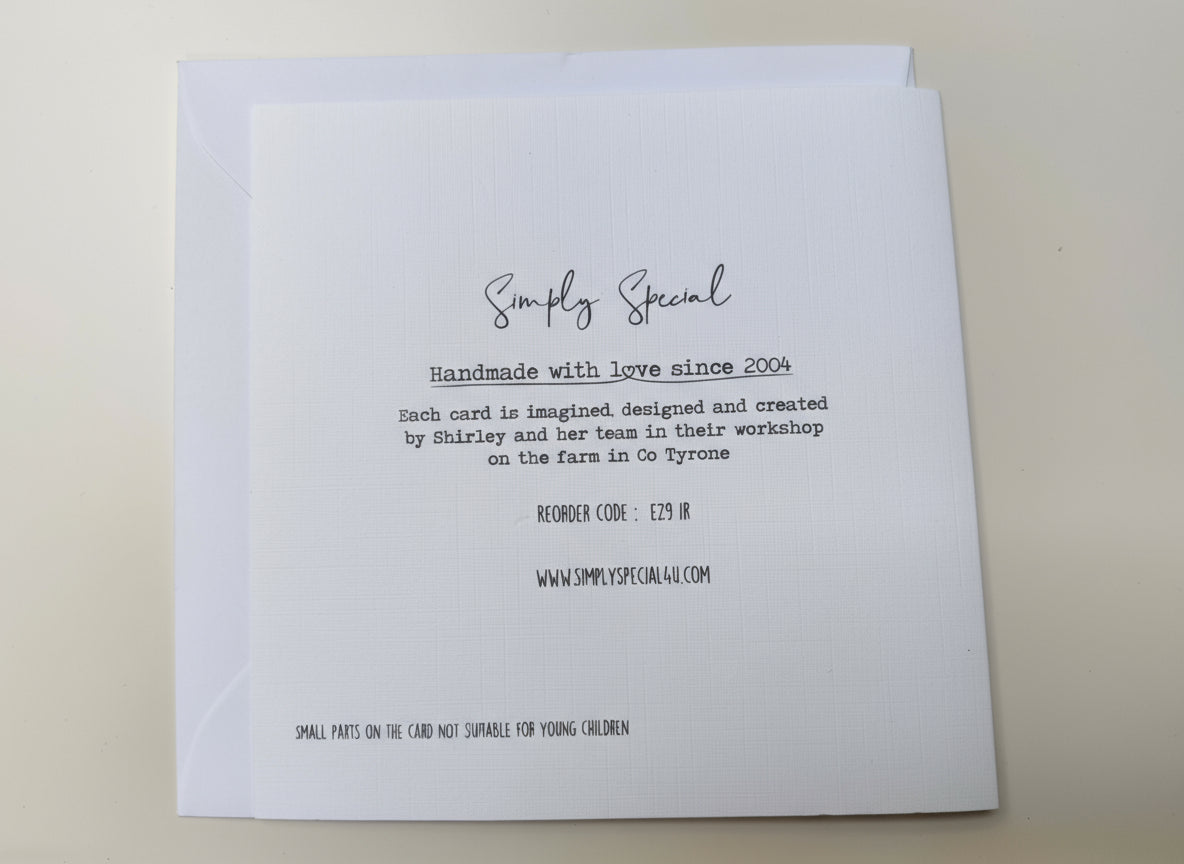 Simply Special
Handmade with love since 2004
Each card is imagined, designed and created
by Shirley and her team in their workshop
on the farm in Co Tyrone
REORDER CODE : EZ9 IR
WWW.SIMPLYSPECIAL4U.COM
SMALL PARTS ON THE CARD NOT SUITABLE FOR YOUNG CHILDREN